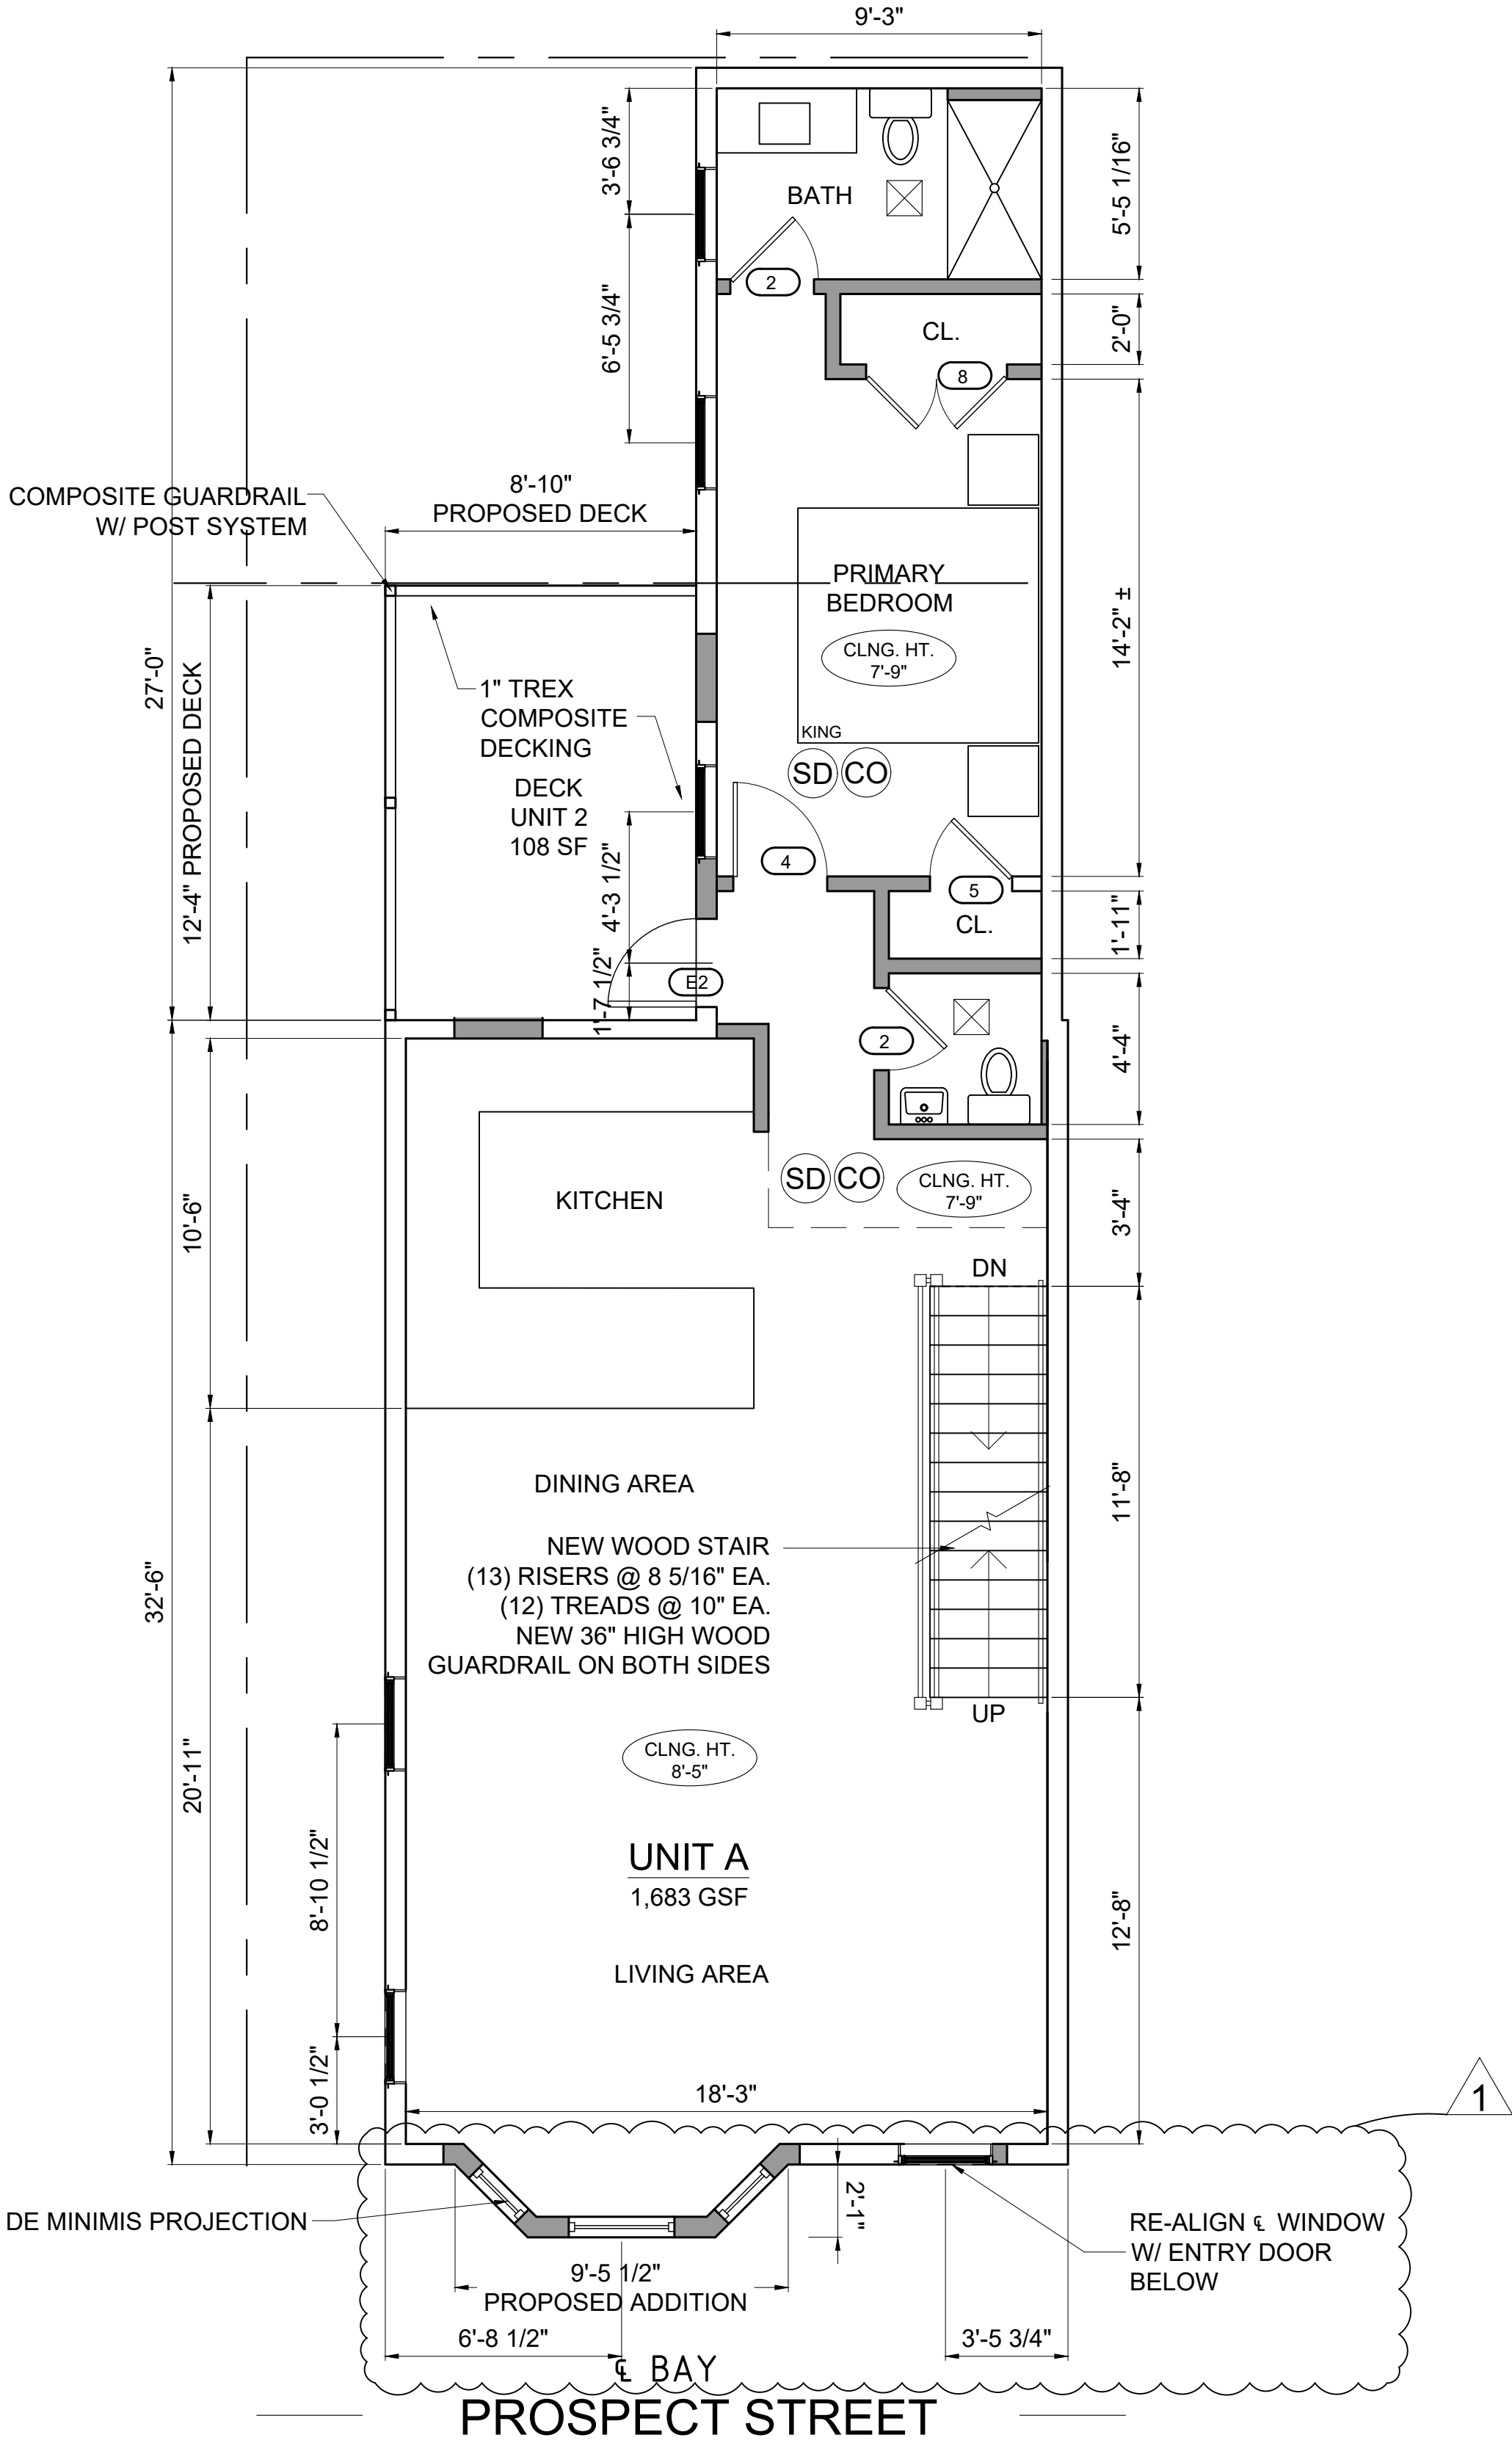 9'-3"
3'-6 3/4"
5'-5 1/16"
BATH
2
6'-5 3/4"
2'-0"
CL.
8
COMPOSITE GUARDRAIL
W/ POST SYSTEM
8'-10"
PROPOSED DECK
PRIMARY
BEDROOM
CLNG. HT.
7'-9"
14'-2" ±
27'-0"
12'-4" PROPOSED DECK
1" TREX
COMPOSITE
DECKING
KING
SD
CO
DECK
UNIT 2
108 SF
4'-3 1/2"
4
5
CL.
1'-11"
1'-7 1/2"
E2
2
4'-4"
KITCHEN
SD
CO
CLNG. HT.
7'-9"
10'-6"
3'-4"
DN
DINING AREA
11'-8"
NEW WOOD STAIR
(13) RISERS @ 8 5/16" EA.
(12) TREADS @ 10" EA.
NEW 36" HIGH WOOD
GUARDRAIL ON BOTH SIDES
32'-6"
UP
CLNG. HT.
8'-5"
20'-11"
8'-10 1/2"
UNIT A
1,683 GSF
12'-8"
LIVING AREA
3'-0 1/2"
18'-3"
1
2'-1"
DE MINIMIS PROJECTION
RE-ALIGN ℄ WINDOW
W/ ENTRY DOOR
BELOW
9'-5 1/2"
PROPOSED ADDITION
6'-8 1/2"
3'-5 3/4"
℄ BAY
PROSPECT STREET